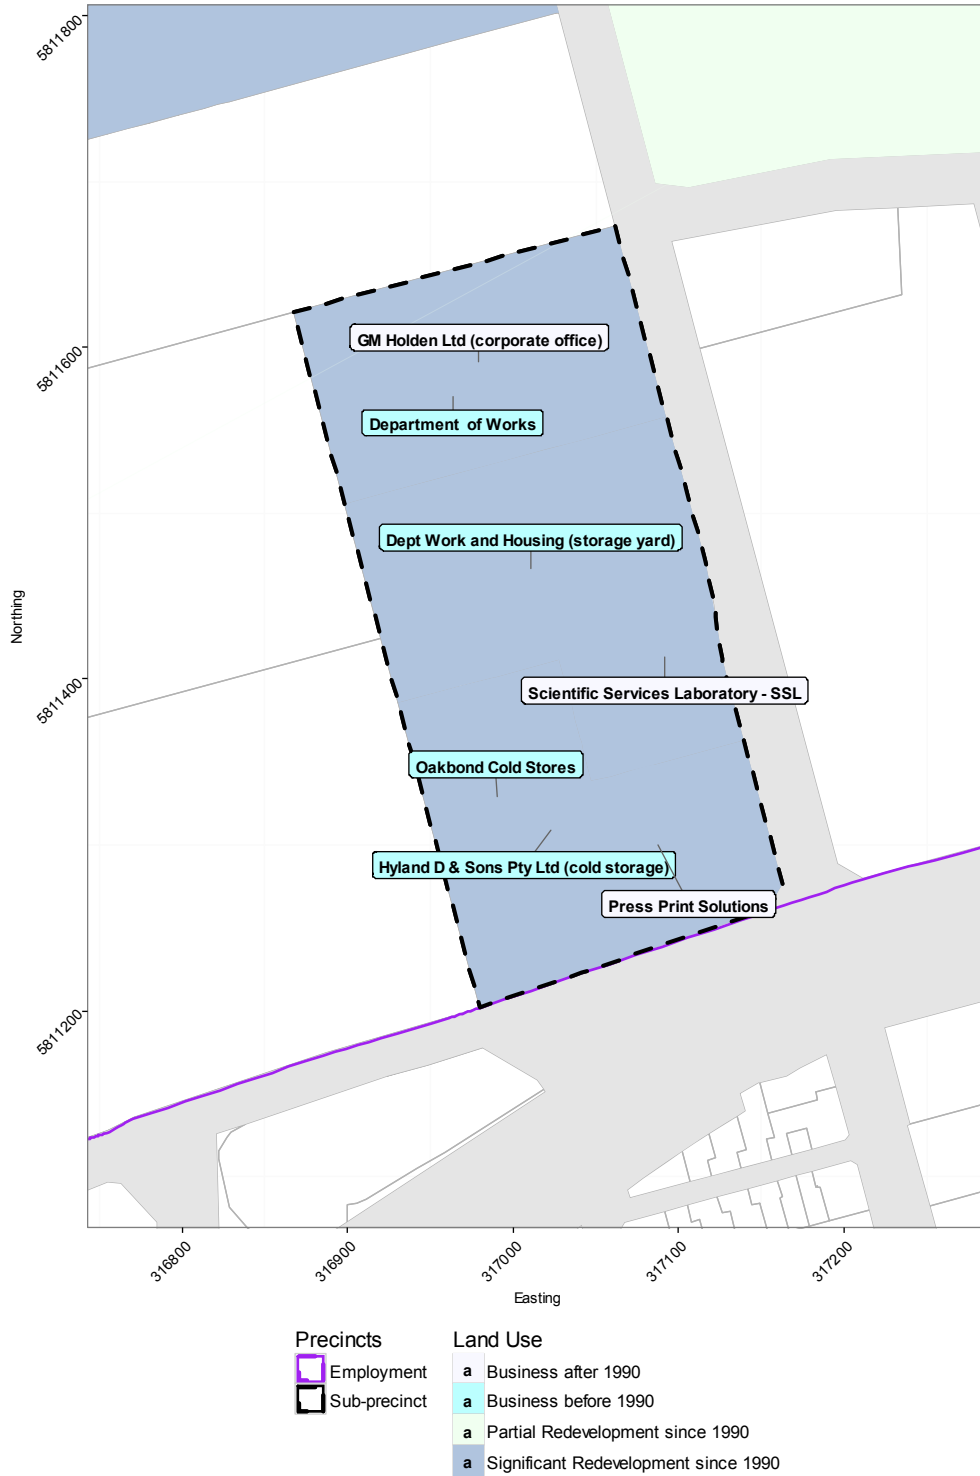 5811800
GM Holden Ltd (corporate office)
5811600
Department of Works
Dept Work and Housing (storage yard)
Northing
5811400
Scientific Services Laboratory - SSL
Oakbond Cold Stores
Hyland D & Sons Pty Ltd (cold storage)
Press Print Solutions
5811200
316800
316900
317000
317100
317200
Easting
Precincts
Employment
Sub-precinct
Land Use
a Business after 1990
a Business before 1990
a Partial Redevelopment since 1990
a Significant Redevelopment since 1990